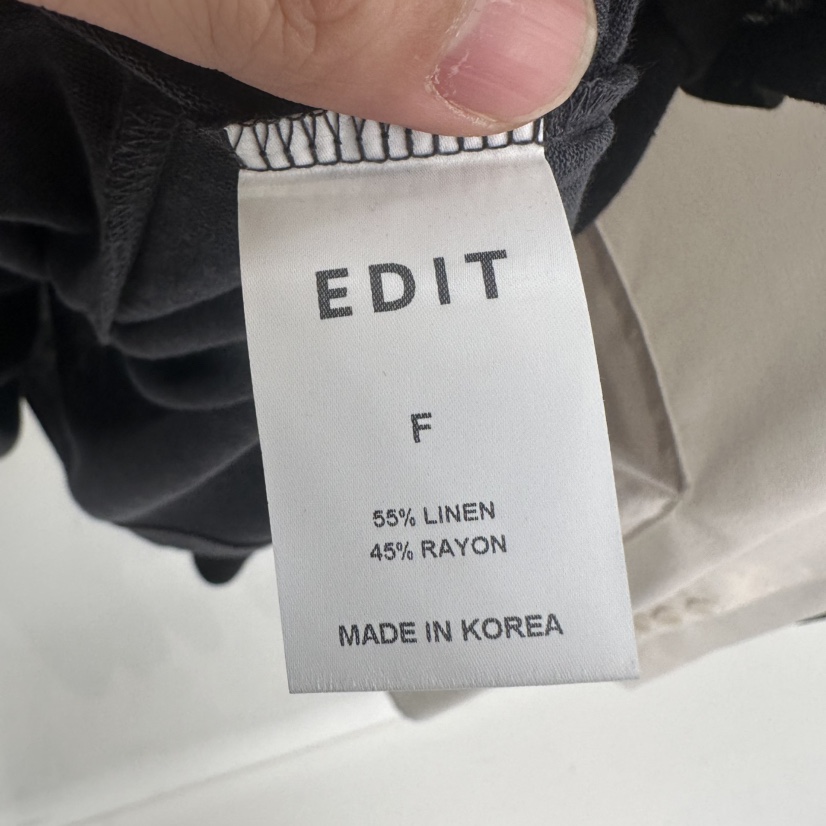 EDIT
F
55% LINEN
45% RAYON
MADE IN KOREA